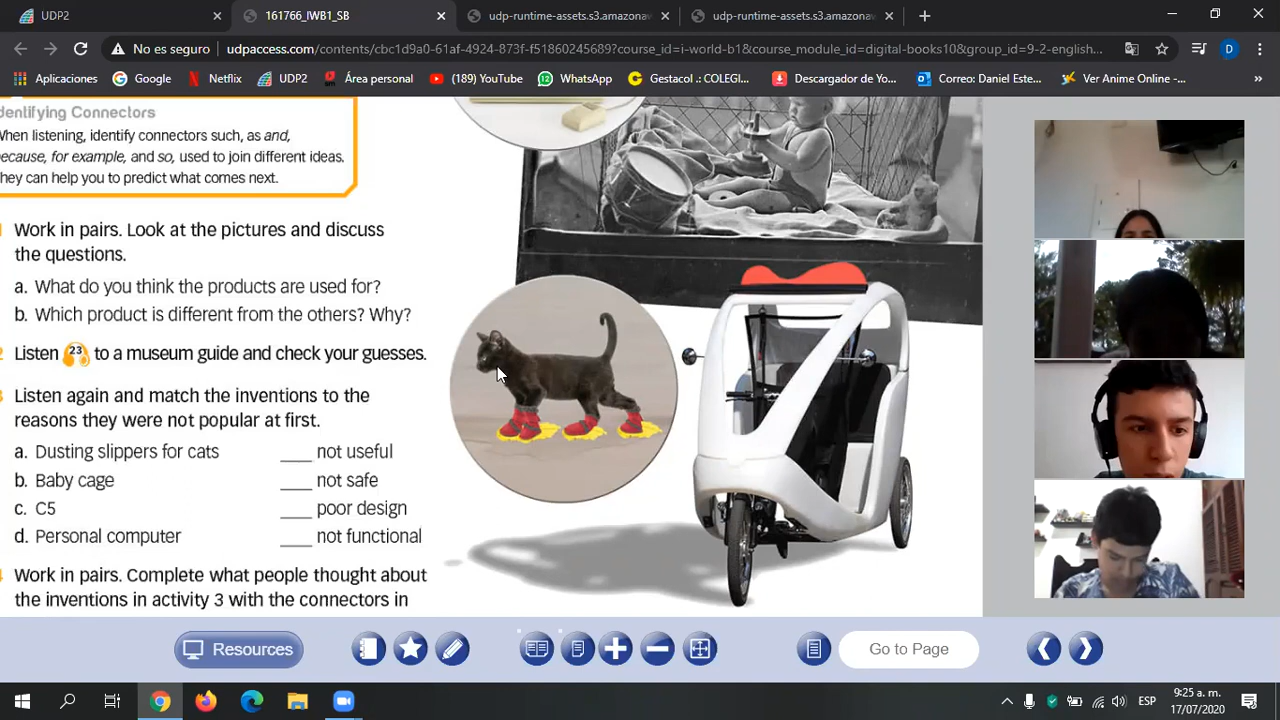 UDP2
161766_IWB1_SB
udp-runtime-assets.s3.amazonaw
udp-runtime-assets.s3.amazonaw
No es seguro
udpaccess.com/contents/cbc1d9a0-61af-4924-873f-f51860245689?course_id=i-world-b1&course_module_id=digital-books10&group_id=9-2-english...
D
Aplicaciones
Google
Netflix
UDP2
Área personal
(189) YouTube
WhatsApp
Gestacol .: COLEGI...
Descargador de Yo...
Correo: Daniel Este...
Ver Anime Online -...
dentifying Connectors
When listening, identify connectors such, as and,
ecause, for example, and so, used to join different ideas.
hey can help you to predict what comes next.
Work in pairs. Look at the pictures and discuss
the questions.
a. What do you think the products are used for?
b. Which product is different from the others? Why?
2 Listen 23 to a museum guide and check your guesses.
3 Listen again and match the inventions to the
reasons they were not popular at first.
a. Dusting slippers for cats ___ not useful
b. Baby cage ___ not safe
c. C5 ___ poor design
d. Personal computer ___ not functional
4 Work in pairs. Complete what people thought about
the inventions in activity 3 with the connectors in
Resources
Go to Page
ESP
9:25 a. m.
17/07/2020